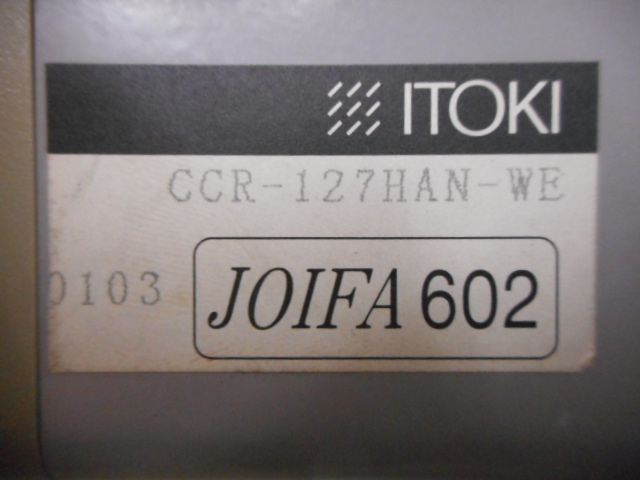 ITOKI
CCR-127HAN-WE
0103
JOIFA 602